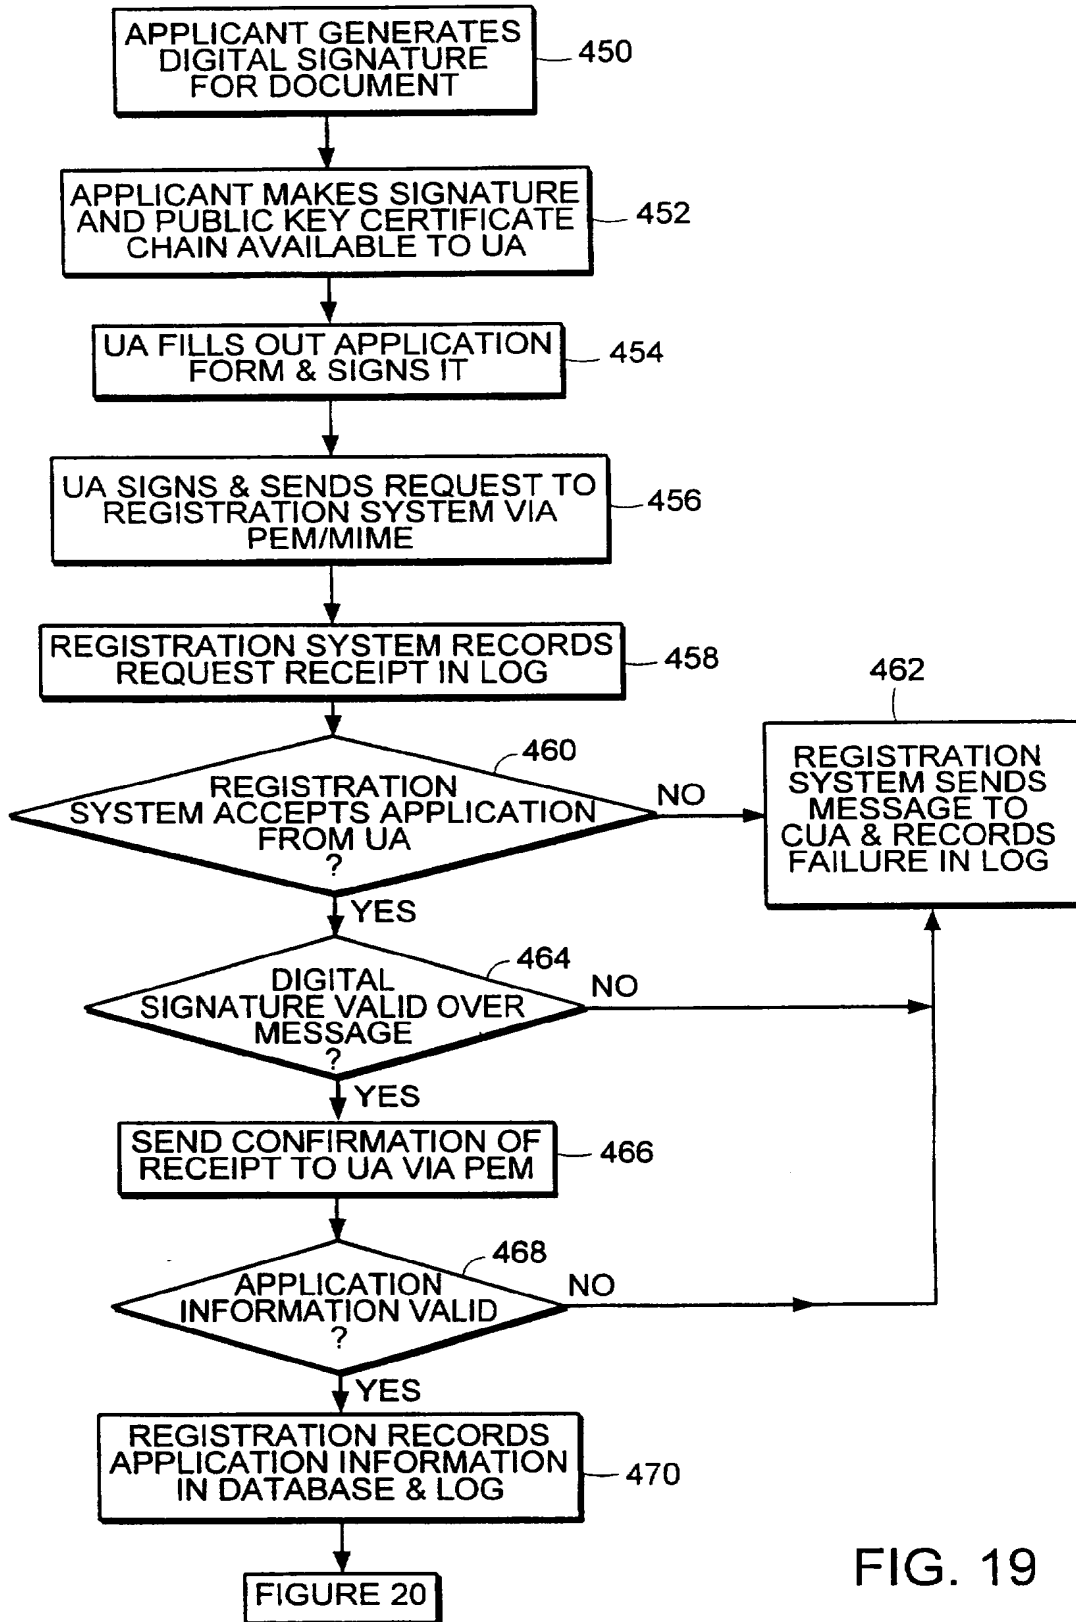 APPLICANT GENERATES
DIGITAL SIGNATURE
FOR DOCUMENT
450
APPLICANT MAKES SIGNATURE
AND PUBLIC KEY CERTIFICATE
CHAIN AVAILABLE TO UA
452
UA FILLS OUT APPLICATION
FORM & SIGNS IT
454
UA SIGNS & SENDS REQUEST TO
REGISTRATION SYSTEM VIA
PEM/MIME
456
REGISTRATION SYSTEM RECORDS
REQUEST RECEIPT IN LOG
458
460
REGISTRATION
SYSTEM ACCEPTS APPLICATION
FROM UA
?
NO
462
REGISTRATION
SYSTEM SENDS
MESSAGE TO
CUA & RECORDS
FAILURE IN LOG
YES
464
DIGITAL
SIGNATURE VALID OVER
MESSAGE
?
NO
YES
SEND CONFIRMATION OF
RECEIPT TO UA VIA PEM
466
468
APPLICATION
INFORMATION VALID
?
NO
YES
REGISTRATION RECORDS
APPLICATION INFORMATION
IN DATABASE & LOG
470
FIGURE 20
FIG. 19